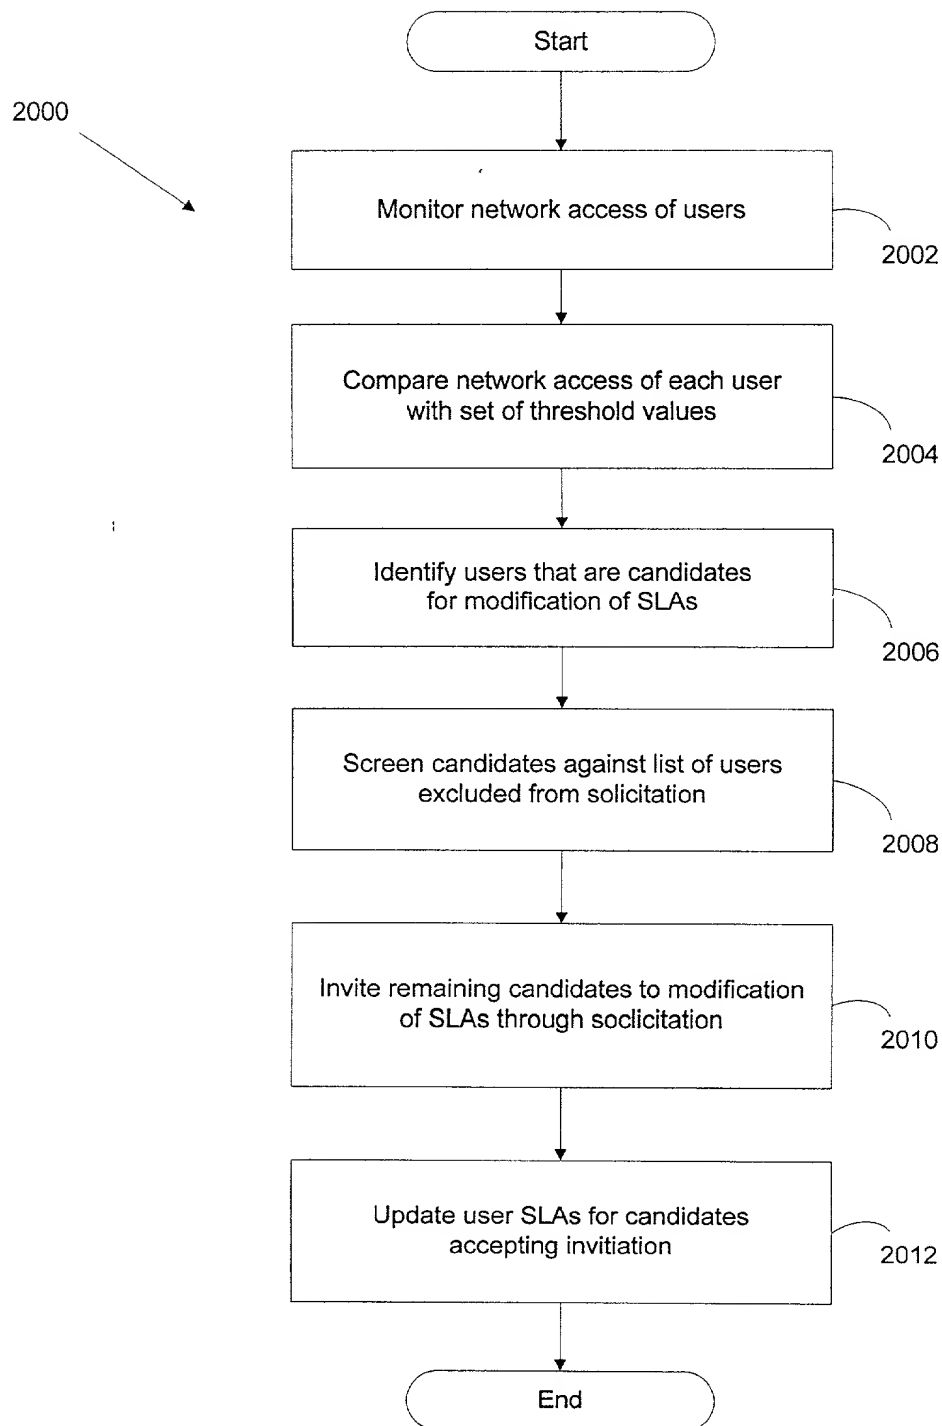 Start
2000
Monitor network access of users
2002
Compare network access of each user
with set of threshold values
2004
Identify users that are candidates
for modification of SLAs
2006
Screen candidates against list of users
excluded from solicitation
2008
Invite remaining candidates to modification
of SLAs through soclicitation
2010
Update user SLAs for candidates
accepting invitiation
2012
End